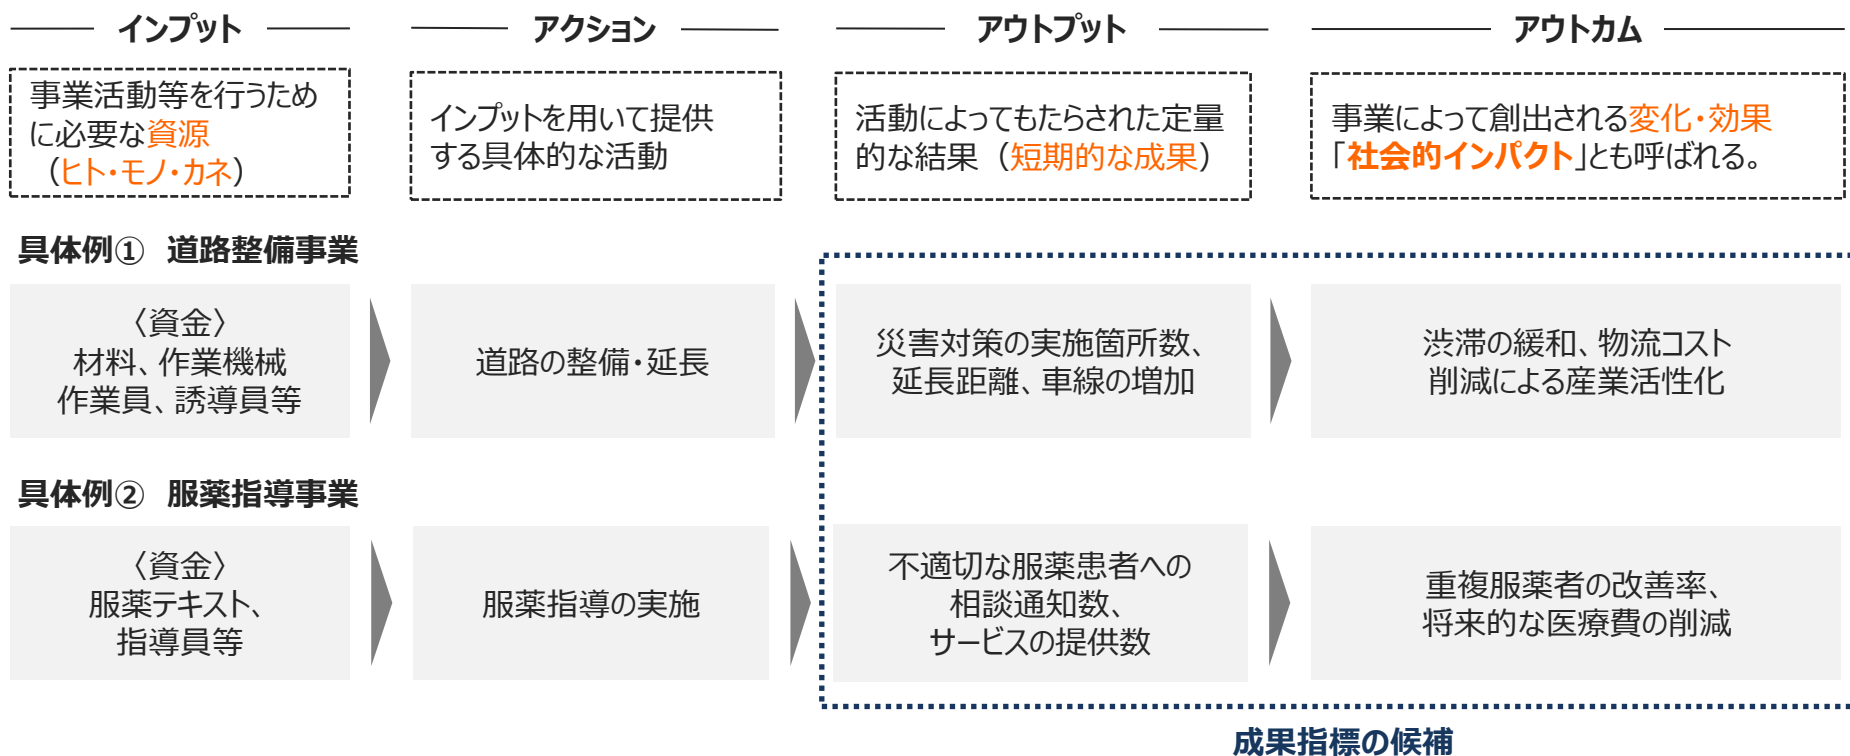 インプット
アクション
アウトプット
アウトカム
事業活動等を行うため
に必要な資源
（ヒト・モノ・カネ）
インプットを用いて提供
する具体的な活動
活動によってもたらされた定量
的な結果（短期的な成果）
事業によって創出される変化・効果
「社会的インパクト」とも呼ばれる。
具体例① 道路整備事業
〈資金〉
材料、作業機械
作業員、誘導員等
道路の整備・延長
災害対策の実施箇所数、
延長距離、車線の増加
渋滞の緩和、物流コスト
削減による産業活性化
具体例② 服薬指導事業
〈資金〉
服薬テキスト、
指導員等
服薬指導の実施
不適切な服薬患者への
相談通知数、
サービスの提供数
重複服薬者の改善率、
将来的な医療費の削減
成果指標の候補